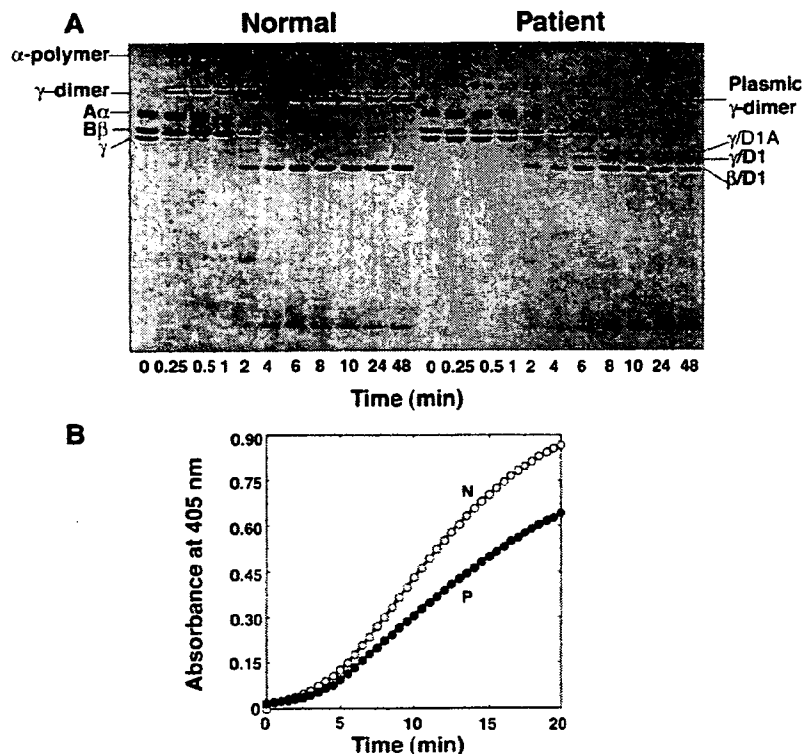 A
Normal
Patient
α-polymer
γ-dimer
Aα
Bβ
γ
Plasmic
γ-dimer
γ/D1A
γ/D1
β/D1
0 0.25 0.5 1 2 4 6 8 10 24 48 0 0.25 0.5 1 2 4 6 8 10 24 48
Time (min)
B
Absorbance at 405 nm
0.90
0.75
0.60
0.45
0.30
0.15
0
N
P
0 5 10 15 20
Time (min)